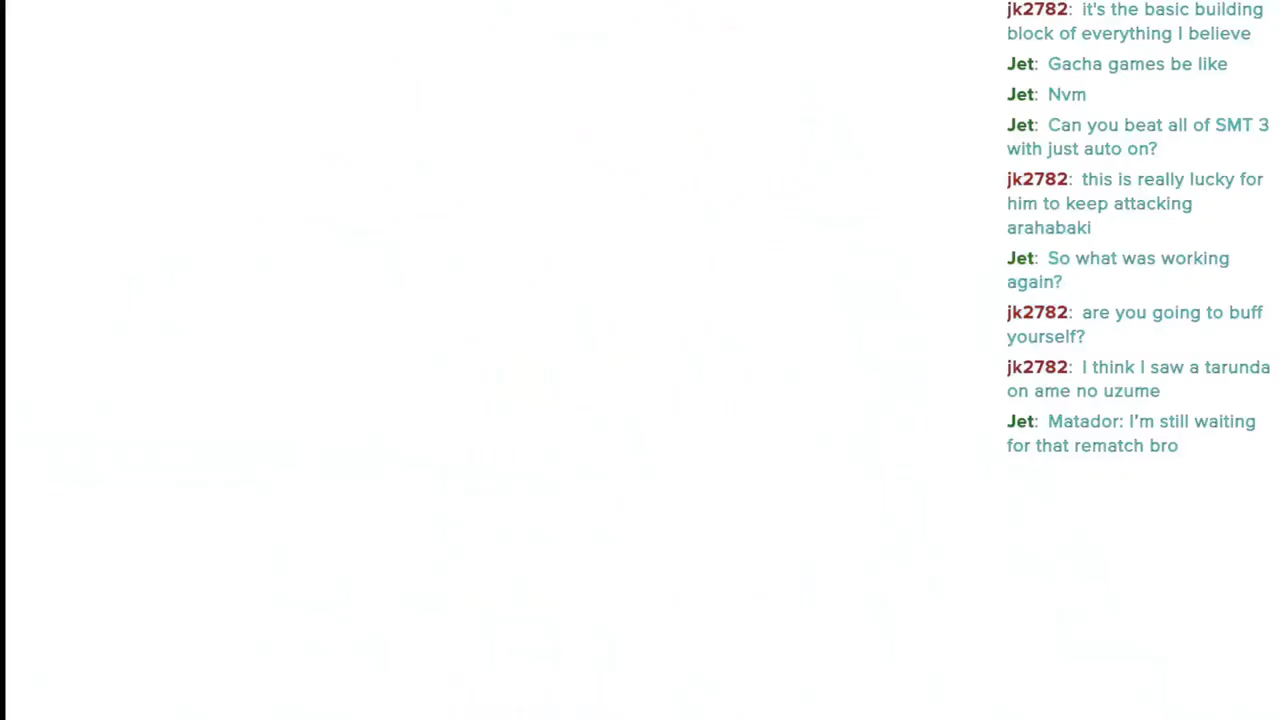 jk2782: it's the basic building
block of everything I believe
Jet: Gacha games be like
Jet: Nvm
Jet: Can you beat all of SMT 3
with just auto on?
jk2782: this is really lucky for
him to keep attacking
arahabaki
Jet: So what was working
again?
jk2782: are you going to buff
yourself?
jk2782: I think I saw a tarunda
on ame no uzume
Jet: Matador: I'm still waiting
for that rematch bro